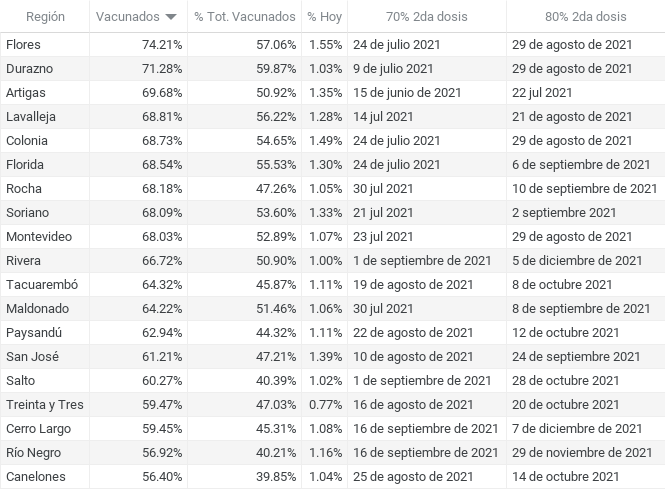 Región Vacunados % Tot. Vacunados % Hoy 70% 2da dosis 80% 2da dosis
Flores 74.21% 57.06% 1.55% 24 de julio 2021 29 de agosto de 2021
Durazno 71.28% 59.87% 1.03% 9 de julio 2021 29 de agosto de 2021
Artigas 69.68% 50.92% 1.35% 15 de junio de 2021 22 jul 2021
Lavalleja 68.81% 56.22% 1.28% 14 jul 2021 21 de agosto de 2021
Colonia 68.73% 54.65% 1.49% 24 de julio 2021 29 de agosto de 2021
Florida 68.54% 55.53% 1.30% 24 de julio 2021 6 de septiembre de 2021
Rocha 68.18% 47.26% 1.05% 30 jul 2021 10 de septiembre de 2021
Soriano 68.09% 53.60% 1.33% 21 jul 2021 2 septiembre 2021
Montevideo 68.03% 52.89% 1.07% 23 jul 2021 29 de agosto de 2021
Rivera 66.72% 50.90% 1.00% 1 de septiembre de 2021 5 de diciembre de 2021
Tacuarembó 64.32% 45.87% 1.11% 19 de agosto de 2021 8 de octubre 2021
Maldonado 64.22% 51.46% 1.06% 30 jul 2021 8 de septiembre de 2021
Paysandú 62.94% 44.32% 1.11% 22 de agosto de 2021 12 de octubre 2021
San José 61.21% 47.21% 1.39% 10 de agosto de 2021 24 de septiembre 2021
Salto 60.27% 40.39% 1.02% 1 de septiembre de 2021 28 de octubre 2021
Treinta y Tres 59.47% 47.03% 0.77% 16 de agosto de 2021 20 de octubre 2021
Cerro Largo 59.45% 45.31% 1.08% 16 de septiembre de 2021 7 de diciembre de 2021
Río Negro 56.92% 40.21% 1.16% 16 de septiembre de 2021 29 de noviembre de 2021
Canelones 56.40% 39.85% 1.04% 25 de agosto de 2021 14 de octubre 2021